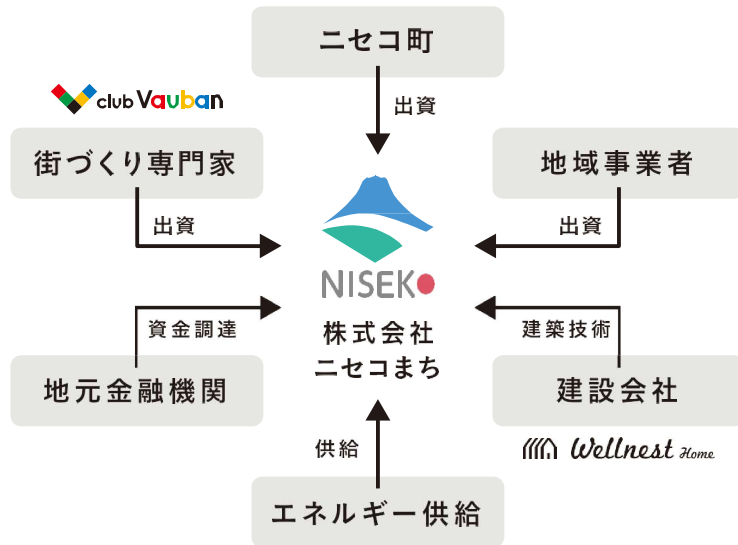 ニセコ町
出資
club Vauban
街づくり専門家
出資
地域事業者
出資
NISEKO
株式会社
ニセコまち
資金調達
地元金融機関
建築技術
建設会社
Wellnest Home
供給
エネルギー供給